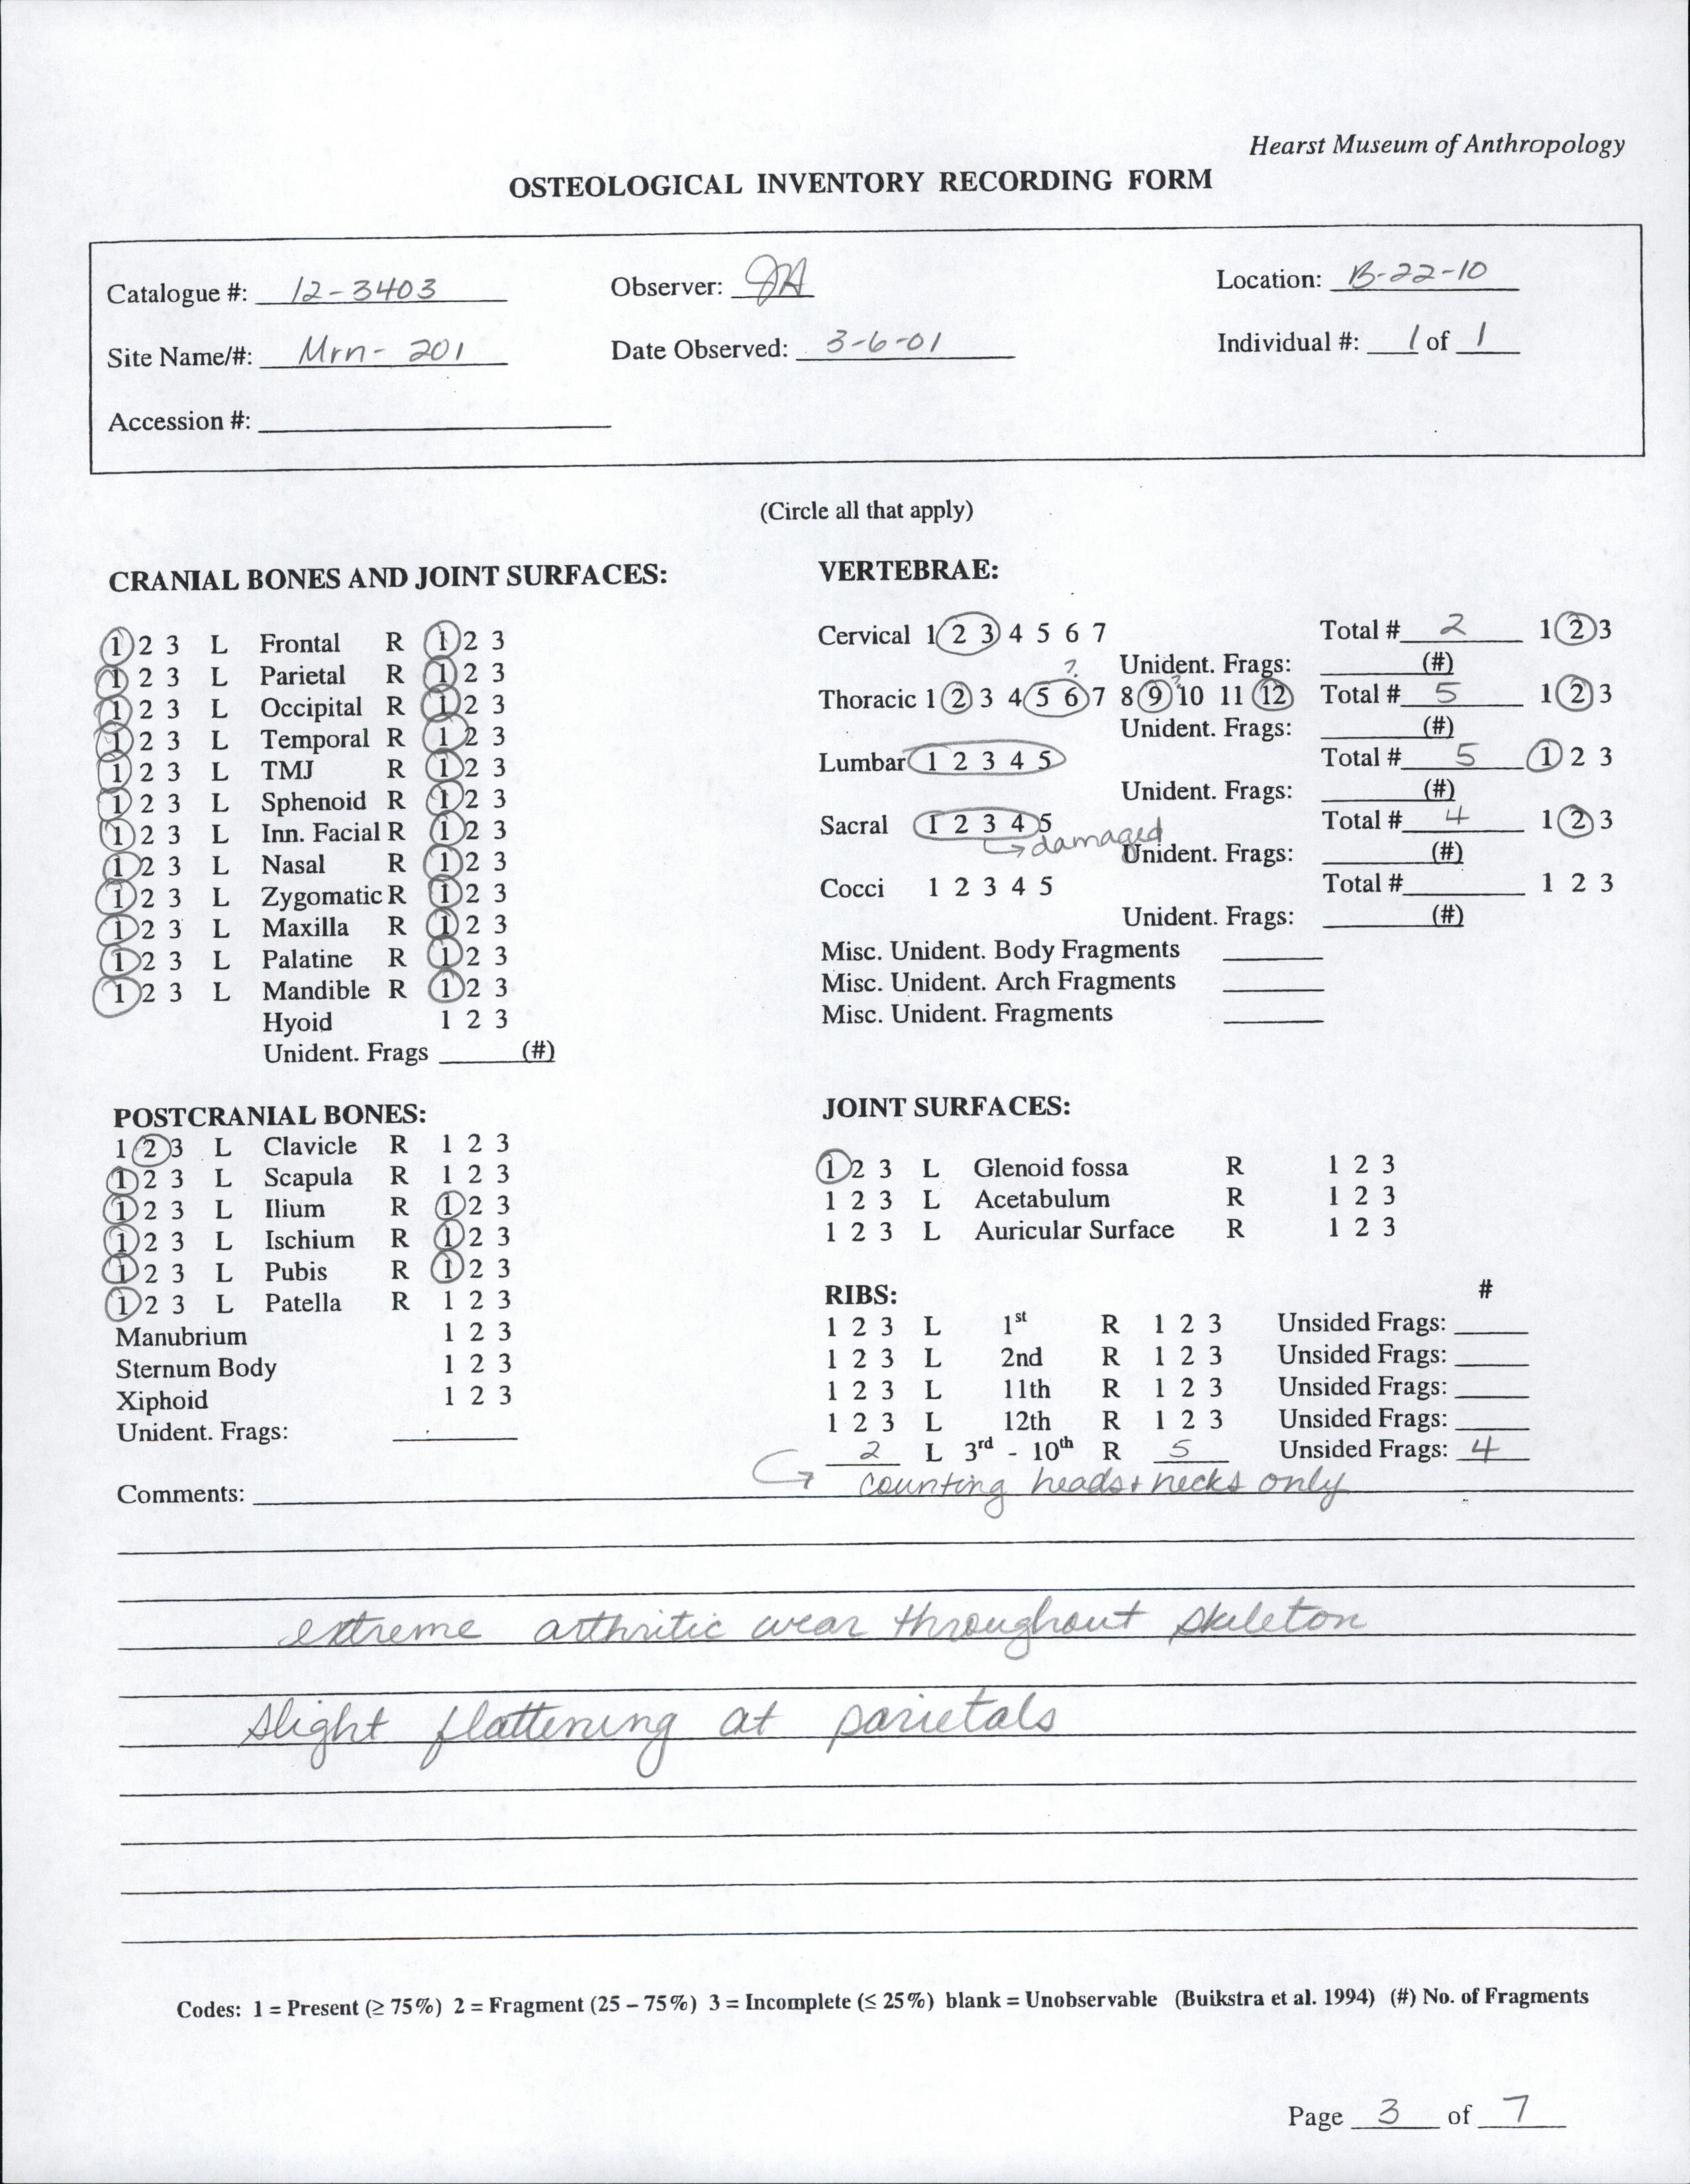 Hearst Museum of Anthropology
OSTEOLOGICAL INVENTORY RECORDING FORM
Catalogue #: 12-3403 Observer: JA Location: B-22-10
Site Name/#: Mrn- 201 Date Observed: 3-6-01 Individual #: 1 of 1
Accession #:
(Circle all that apply)
CRANIAL BONES AND JOINT SURFACES:
1 2 3 L Frontal R 1 2 3
1 2 3 L Parietal R 1 2 3
1 2 3 L Occipital R 1 2 3
1 2 3 L Temporal R 1 2 3
1 2 3 L TMJ R 1 2 3
1 2 3 L Sphenoid R 1 2 3
1 2 3 L Inn. Facial R 1 2 3
1 2 3 L Nasal R 1 2 3
1 2 3 L Zygomatic R 1 2 3
1 2 3 L Maxilla R 1 2 3
1 2 3 L Palatine R 1 2 3
1 2 3 L Mandible R 1 2 3
Hyoid 1 2 3
Unident. Frags (#)
VERTEBRAE:
Cervical 1 2 3 4 5 6 7 Total # 2 1 2 3
Unident. Frags: (#)
? ?
Thoracic 1 2 3 4 5 6 7 8 9 10 11 12 Total # 5 1 2 3
Unident. Frags: (#)
Lumbar 1 2 3 4 5 Total # 5 1 2 3
Unident. Frags: (#)
Sacral 1 2 3 4 5 Total # 4 1 2 3
damaged
Unident. Frags: (#)
Cocci 1 2 3 4 5 Total # 1 2 3
Unident. Frags: (#)
Misc. Unident. Body Fragments
Misc. Unident. Arch Fragments
Misc. Unident. Fragments
POSTCRANIAL BONES:
1 2 3 L Clavicle R 1 2 3
1 2 3 L Scapula R 1 2 3
1 2 3 L Ilium R 1 2 3
1 2 3 L Ischium R 1 2 3
1 2 3 L Pubis R 1 2 3
1 2 3 L Patella R 1 2 3
Manubrium 1 2 3
Sternum Body 1 2 3
Xiphoid 1 2 3
Unident. Frags:
JOINT SURFACES:
1 2 3 L Glenoid fossa R 1 2 3
1 2 3 L Acetabulum R 1 2 3
1 2 3 L Auricular Surface R 1 2 3
RIBS: #
1 2 3 L 1st R 1 2 3 Unsided Frags:
1 2 3 L 2nd R 1 2 3 Unsided Frags:
1 2 3 L 11th R 1 2 3 Unsided Frags:
1 2 3 L 12th R 1 2 3 Unsided Frags:
2 L 3rd - 10th R 5 Unsided Frags: 4
Comments: counting heads + necks only
extreme arthritic wear throughout skeleton
slight flattening at parietals
Codes: 1 = Present (≥ 75%) 2 = Fragment (25 – 75%) 3 = Incomplete (≤ 25%) blank = Unobservable (Buikstra et al. 1994) (#) No. of Fragments
Page 3 of 7